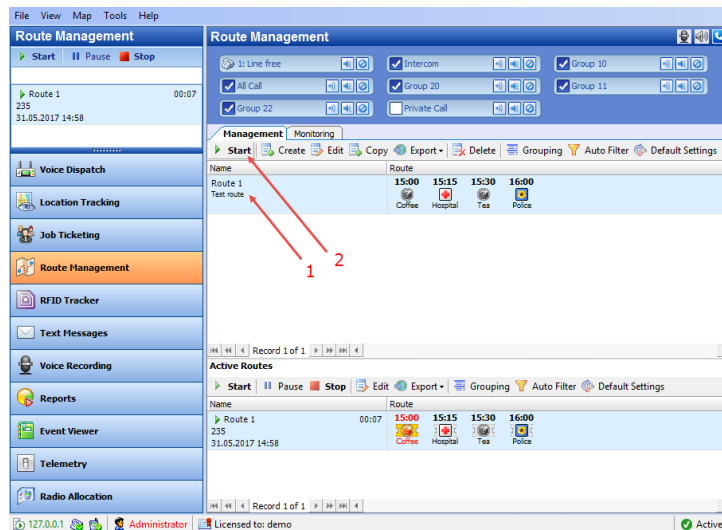 File View Map Tools Help
Route Management
Start Pause Stop
Route 1 00:07
235
31.05.2017 14:58
Voice Dispatch
Location Tracking
Job Ticketing
Route Management
RFID Tracker
Text Messages
Voice Recording
Reports
Event Viewer
Telemetry
Radio Allocation
Route Management
1: Line free Intercom Group 10
All Call Group 20 Group 11
Group 22 Private Call
Management Monitoring
Start Create Edit Copy Export Delete Grouping Auto Filter Default Settings
Name Route
Route 1 15:00 15:15 15:30 16:00
Test route Coffee Hospital Tea Police
1 2
Record 1 of 1
Active Routes
Start Pause Stop Edit Export Grouping Auto Filter Default Settings
Name Route
Route 1 00:07 15:00 15:15 15:30 16:00
235
31.05.2017 14:58 Coffee Hospital Tea Police
Record 1 of 1
127.0.0.1 Administrator Licensed to: demo Active